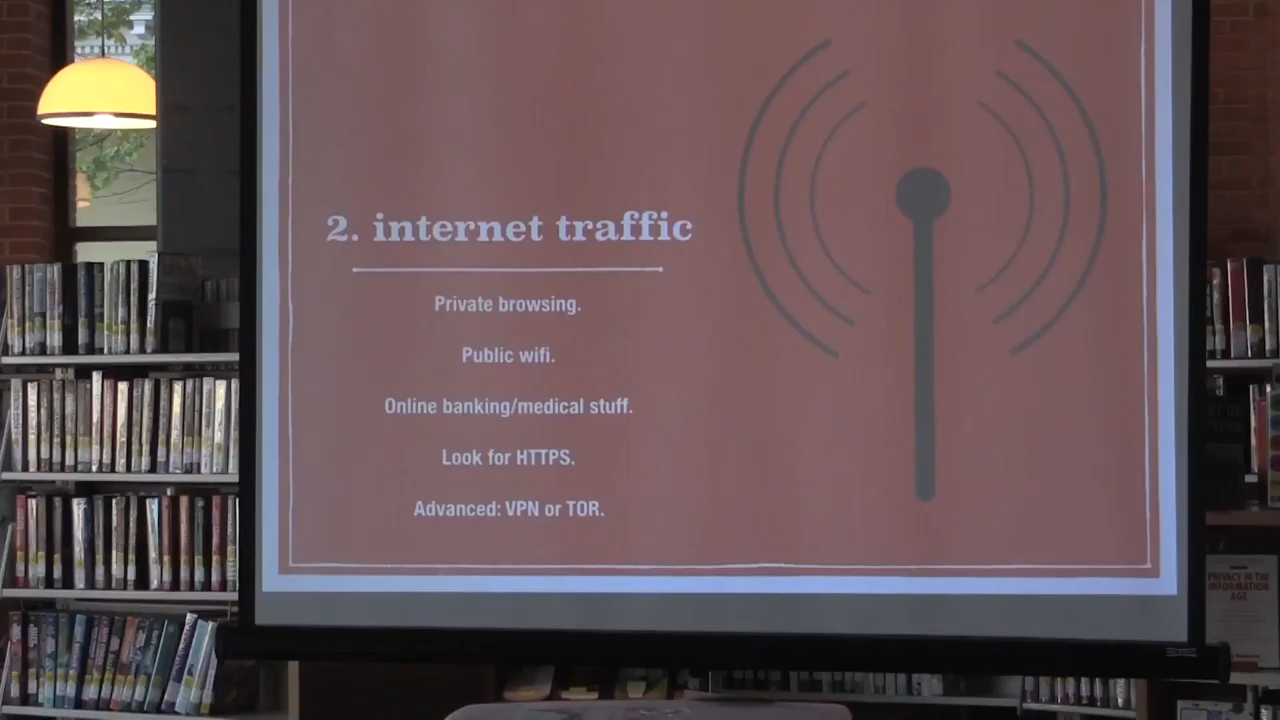 2. internet traffic
Private browsing.
Public wifi.
Online banking/medical stuff.
Look for HTTPS.
Advanced: VPN or TOR.
PRIVACY IN THE
INFORMATION
AGE